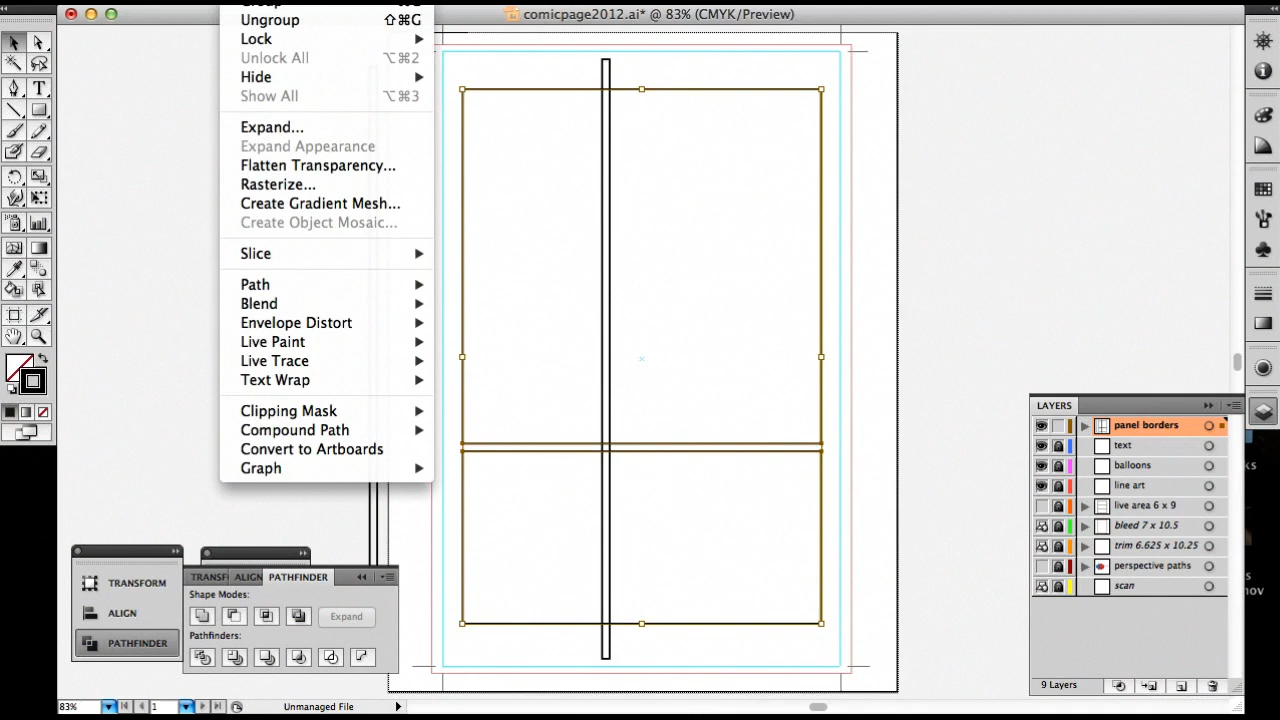 comicpage2012.ai* @ 83% (CMYK/Preview)
Group
Ungroup ⇧⌘G
Lock
Unlock All ⌥⌘2
Hide
Show All ⌥⌘3
Expand...
Expand Appearance
Flatten Transparency...
Rasterize...
Create Gradient Mesh...
Create Object Mosaic...
Slice
Path
Blend
Envelope Distort
Live Paint
Live Trace
Text Wrap
Clipping Mask
Compound Path
Convert to Artboards
Graph
TRANSFORM
ALIGN
PATHFINDER
TRANSF
ALIGN
PATHFINDER
Shape Modes:
Expand
Pathfinders:
LAYERS
panel borders
text
balloons
line art
live area 6 x 9
bleed 7 x 10.5
trim 6.625 x 10.25
perspective paths
scan
9 Layers
83%
1
Unmanaged File